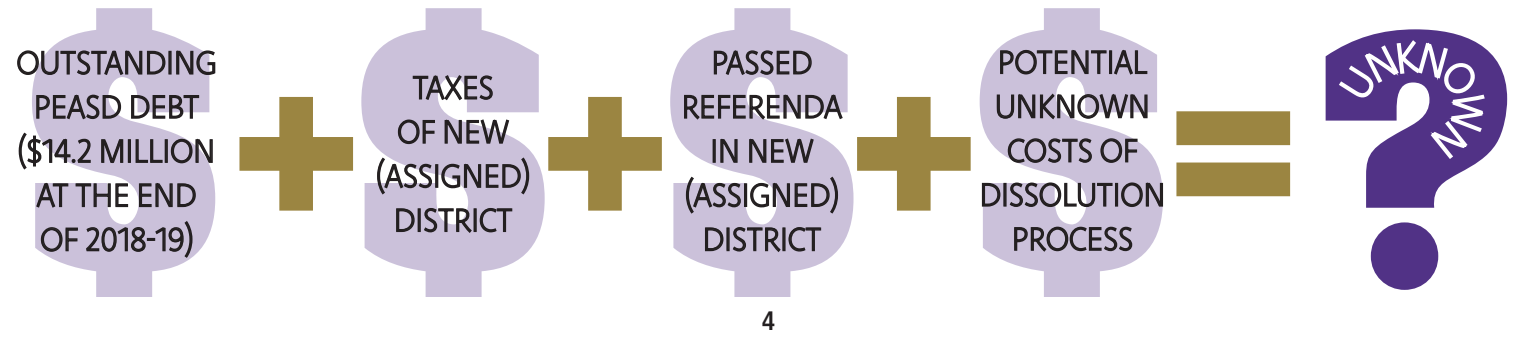 OUTSTANDING
PEASD DEBT
($14.2 MILLION
AT THE END
OF 2018-19)
+
TAXES
OF NEW
(ASSIGNED)
DISTRICT
+
PASSED
REFERENDA
IN NEW
(ASSIGNED)
DISTRICT
+
POTENTIAL
UNKNOWN
COSTS OF
DISSOLUTION
PROCESS
=
?
UNKNOWN
4